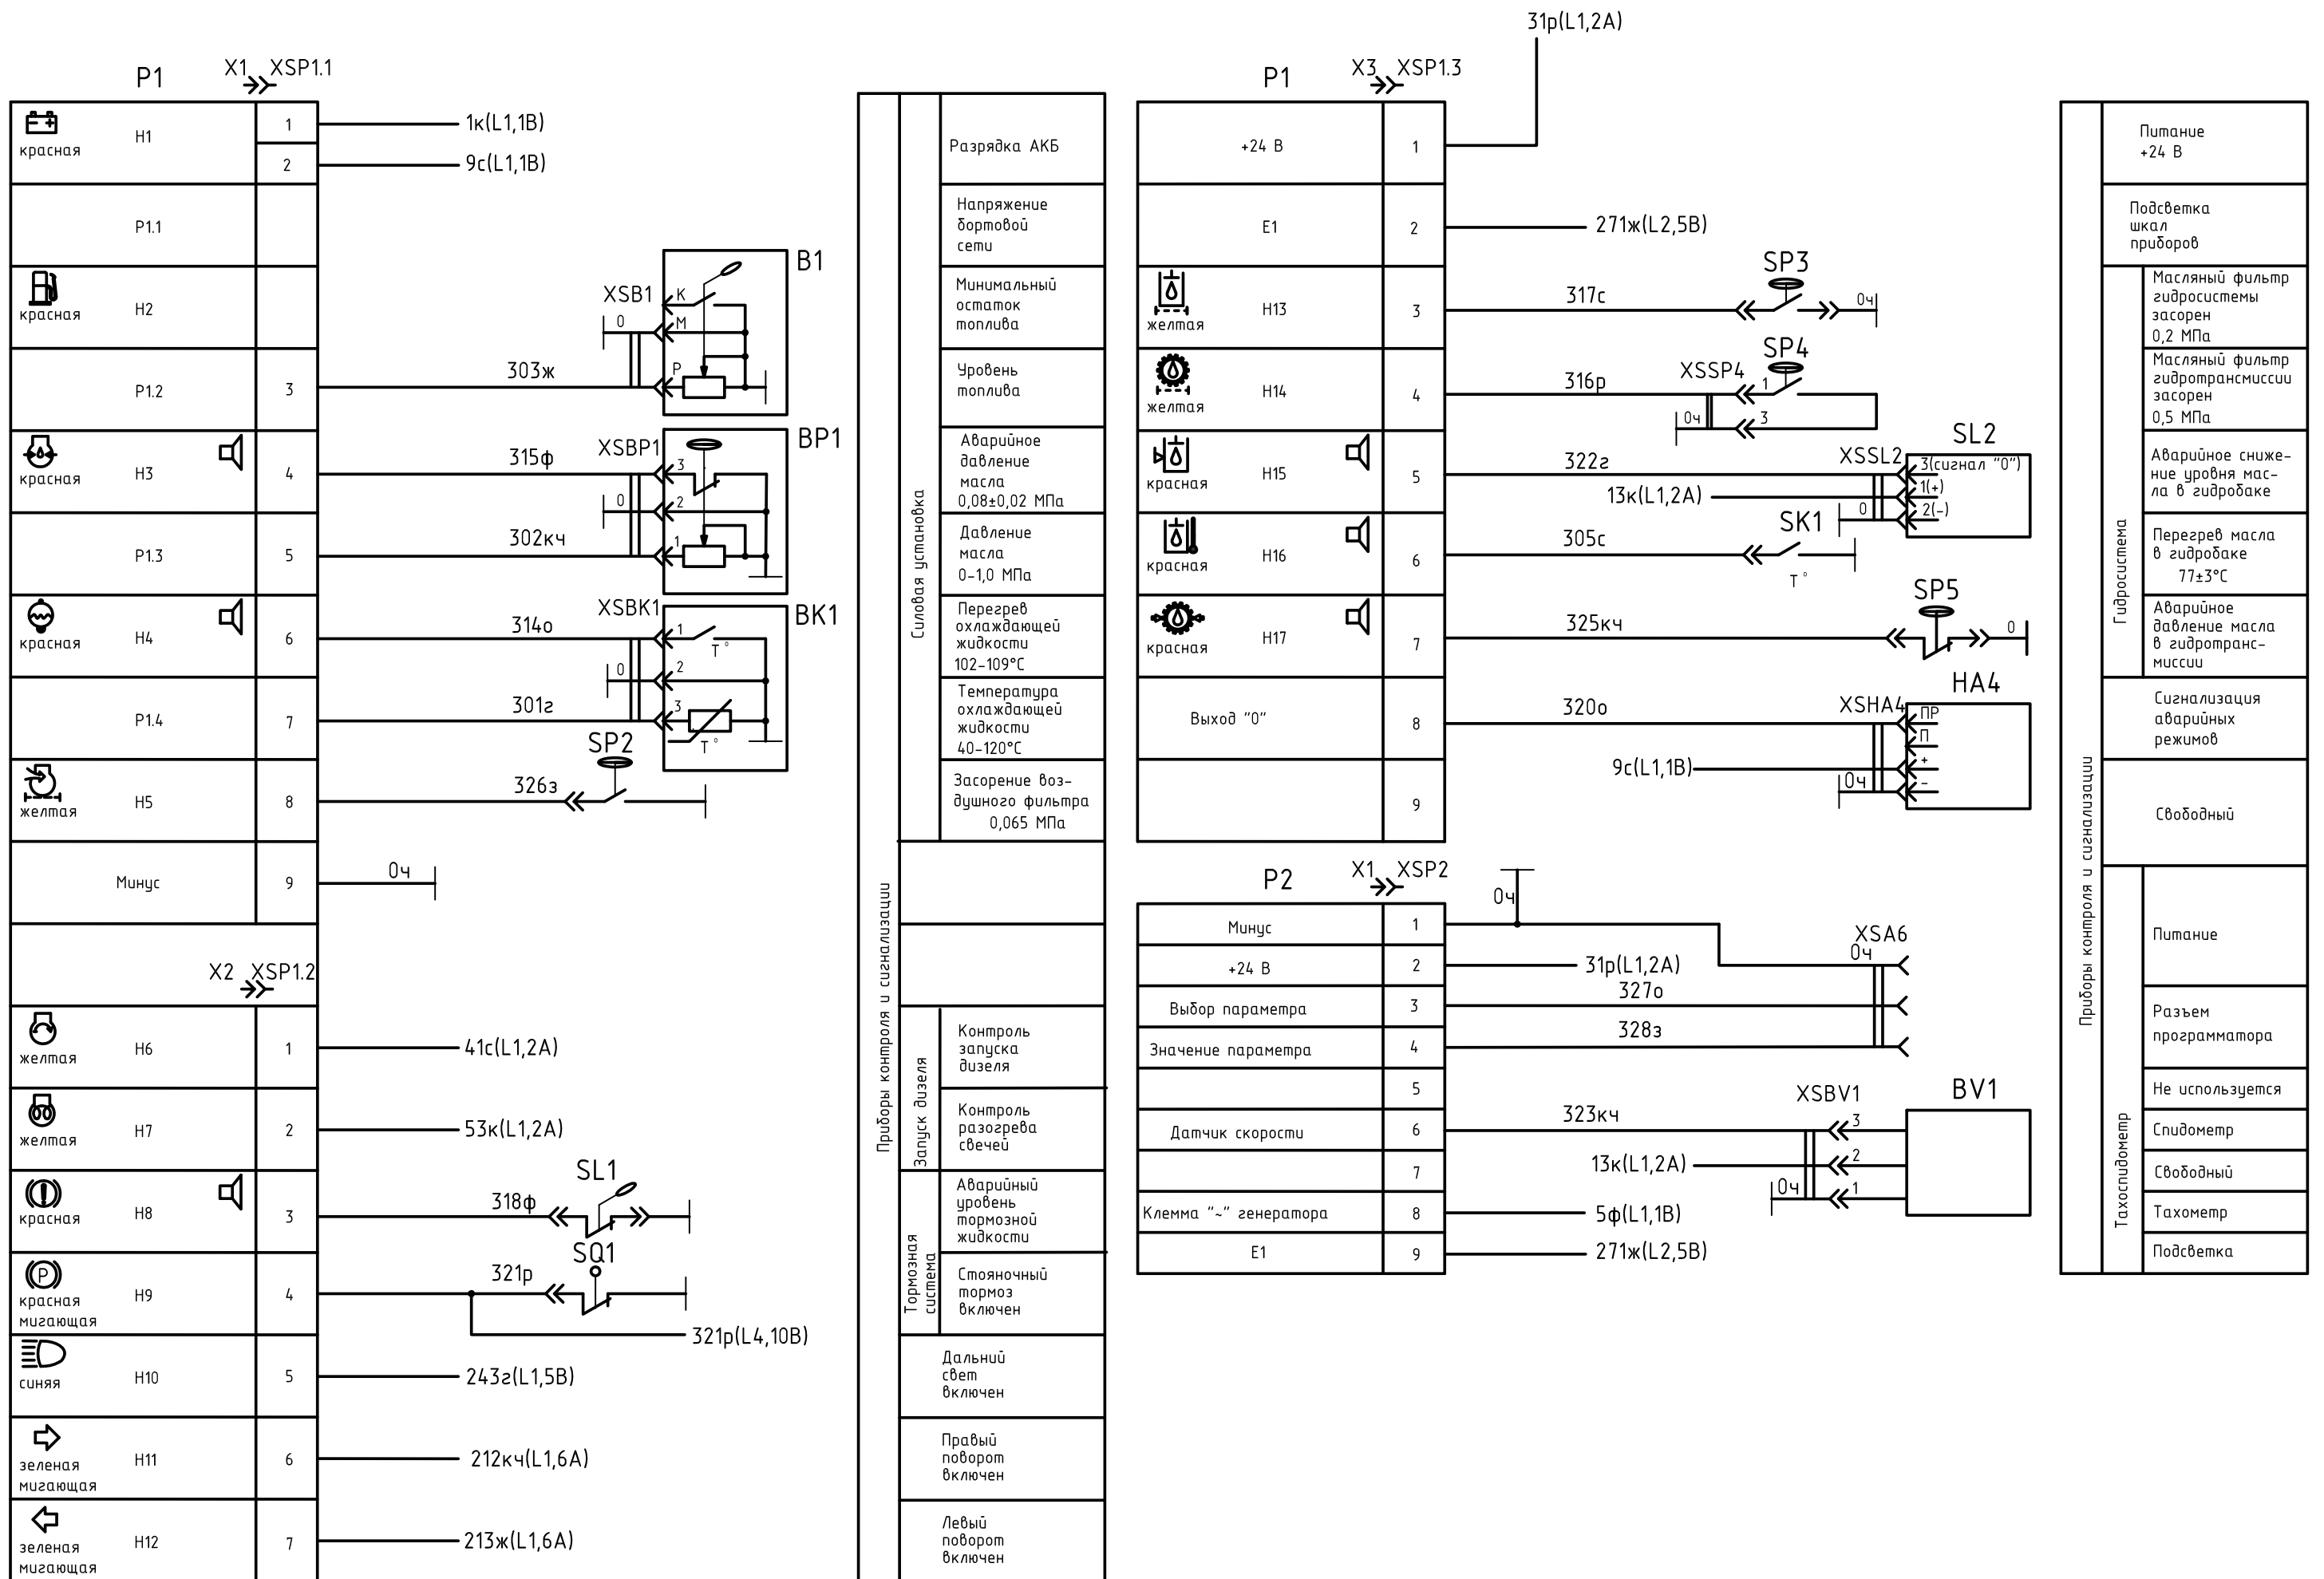 P1
X1
XSP1.1
красная
H1
1
1к(L1,1В)
2
9с(L1,1В)
P1.1
красная
H2
P1.2
3
303ж
XSB1
B1
К
0
М
Р
красная
H3
4
315ф
XSBP1
BP1
3
0
2
P1.3
5
302кч
1
красная
H4
6
314о
XSBK1
BK1
1
T°
0
2
P1.4
7
301г
3
T°
желтая
H5
8
326з
SP2
Минус
9
0ч
X2
XSP1.2
желтая
H6
1
41с(L1,2А)
желтая
H7
2
53к(L1,2А)
красная
H8
3
318ф
SL1
P
красная
мигающая
H9
4
321р
SQ1
321р(L4,10В)
синяя
H10
5
243г(L1,5В)
зеленая
мигающая
H11
6
212кч(L1,6А)
зеленая
мигающая
H12
7
213ж(L1,6А)
Приборы контроля и сигнализации
Силовая установка
Разрядка АКБ
Напряжение
бортовой
сети
Минимальный
остаток
топлива
Уровень
топлива
Аварийное
давление
масла
0,08±0,02 МПа
Давление
масла
0-1,0 МПа
Перегрев
охлаждающей
жидкости
102-109°С
Температура
охлаждающей
жидкости
40-120°С
Засорение воз-
душного фильтра
0,065 МПа
Запуск дизеля
Контроль
запуска
дизеля
Контроль
разогрева
свечей
Тормозная
система
Аварийный
уровень
тормозной
жидкости
Стояночный
тормоз
включен
Дальний
свет
включен
Правый
поворот
включен
Левый
поворот
включен
P1
X3
XSP1.3
31р(L1,2А)
+24 В
1
E1
2
271ж(L2,5В)
желтая
H13
3
317с
SP3
0ч
желтая
H14
4
316р
XSSP4
SP4
1
0ч
3
красная
H15
5
322г
XSSL2
SL2
3(сигнал "0")
13к(L1,2А)
1(+)
0
2(-)
красная
H16
6
305с
SK1
T°
красная
H17
7
325кч
SP5
0
Выход "0"
8
320о
XSHA4
HA4
ПР
П
9с(L1,1В)
+
0ч
-
9
P2
X1
XSP2
Минус
1
0ч
XSA6
0ч
+24 В
2
31р(L1,2А)
Выбор параметра
3
327о
Значение параметра
4
328з
5
Датчик скорости
6
323кч
XSBV1
BV1
3
7
13к(L1,2А)
2
0ч
1
Клемма "~" генератора
8
5ф(L1,1В)
E1
9
271ж(L2,5В)
Приборы контроля и сигнализации
Питание
+24 В
Подсветка
шкал
приборов
Гидросистема
Масляный фильтр
гидросистемы
засорен
0,2 МПа
Масляный фильтр
гидротрансмиссии
засорен
0,5 МПа
Аварийное сниже-
ние уровня мас-
ла в гидробаке
Перегрев масла
в гидробаке
77±3°С
Аварийное
давление масла
в гидротранс-
миссии
Сигнализация
аварийных
режимов
Свободный
Тахоспидометр
Питание
Разъем
программатора
Не используется
Спидометр
Свободный
Тахометр
Подсветка